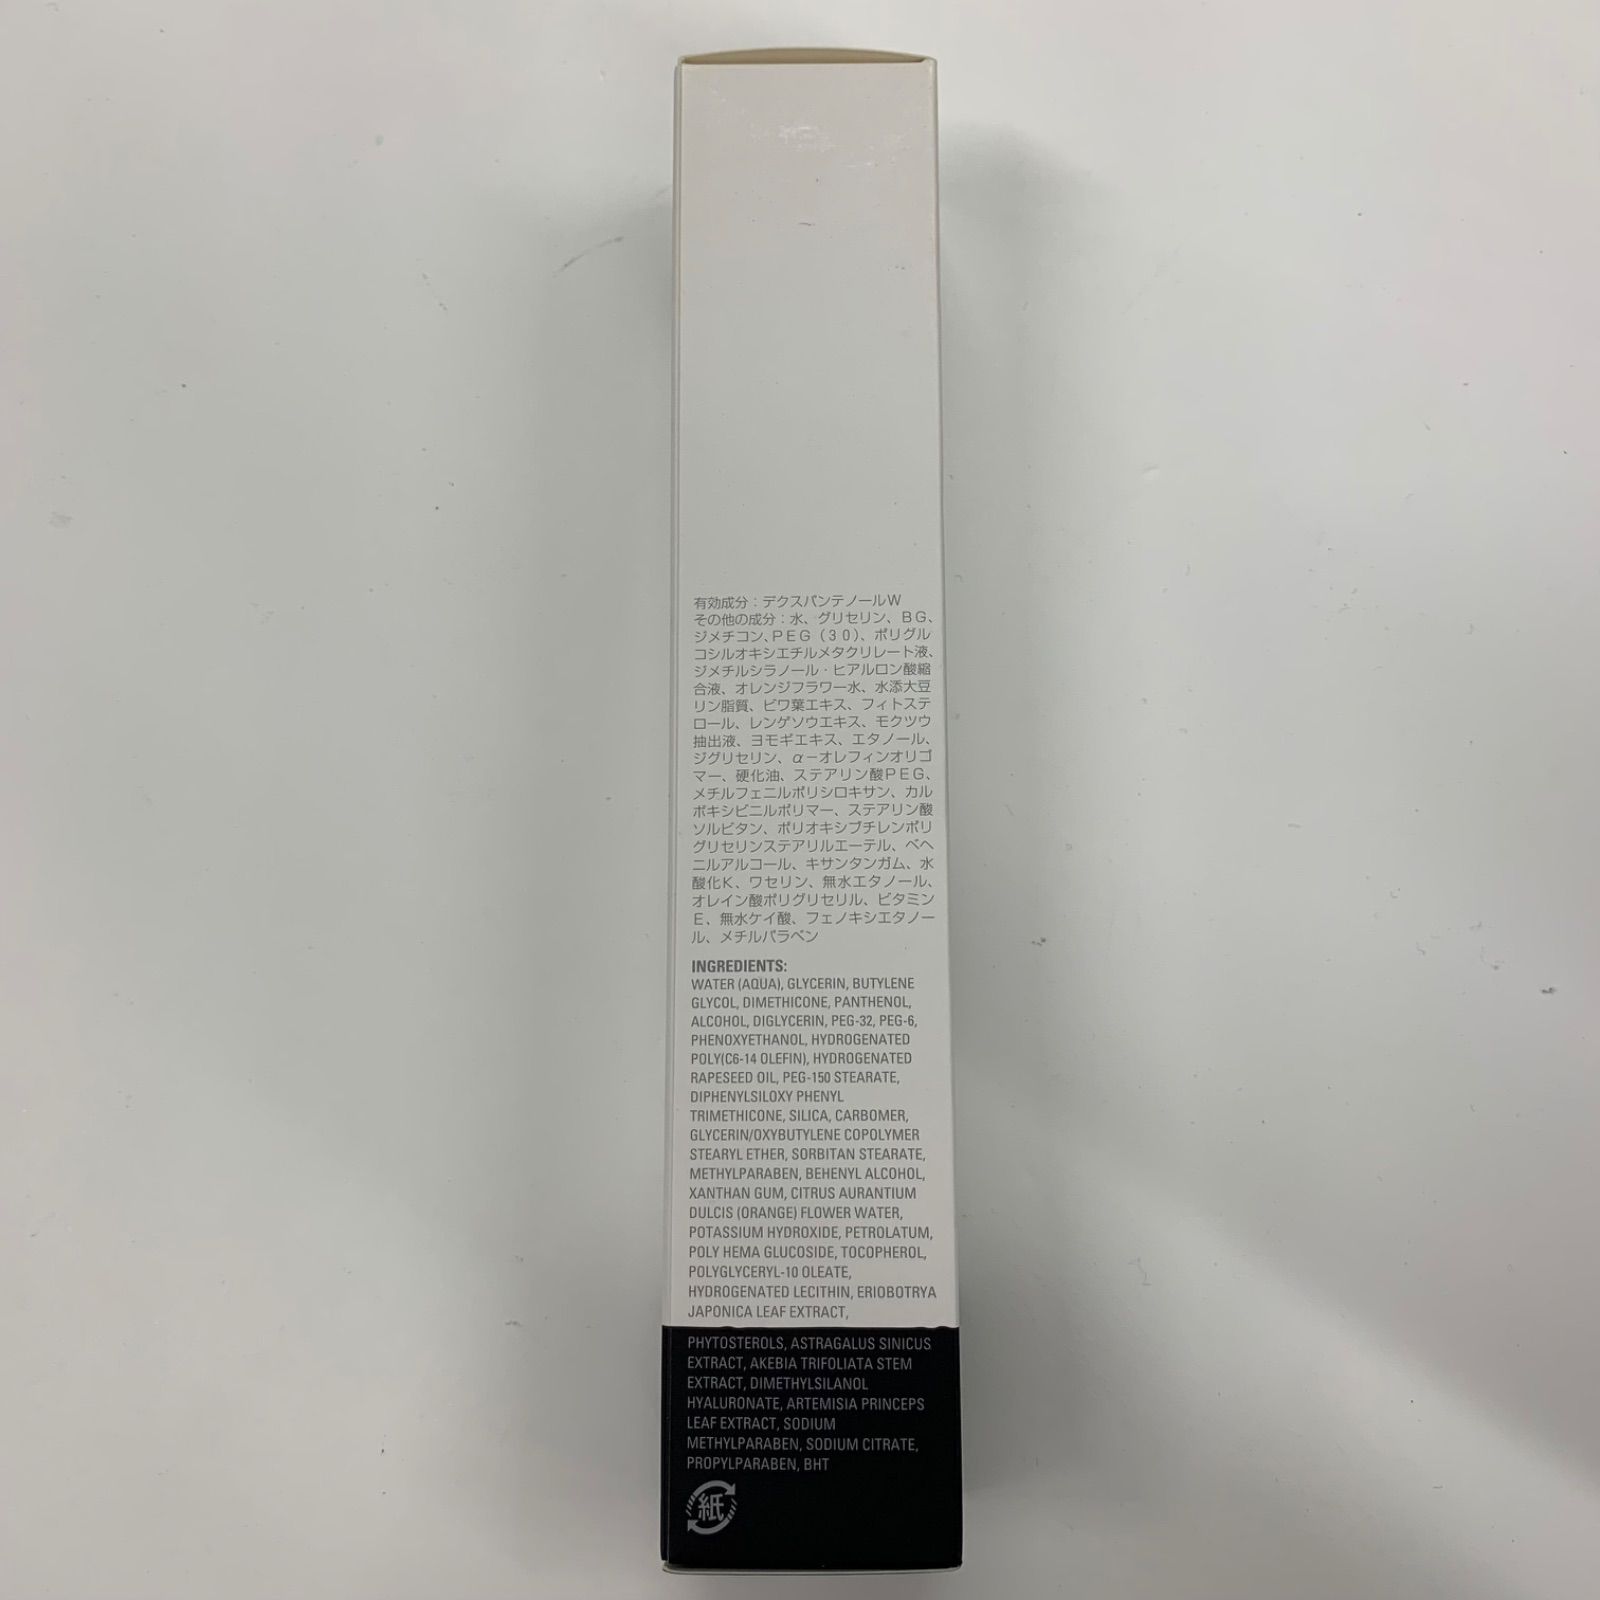 有効成分：デクスパンテノールW
その他の成分：水、グリセリン、BG、
ジメチコン、PEG（30）、ポリグル
コシルオキシエチルメタクリレート液、
ジメチルシラノール・ヒアルロン酸縮
合液、オレンジフラワー水、水添大豆
リン脂質、ビワ葉エキス、フィトステ
ロール、レンゲソウエキス、モクツウ
抽出液、ヨモギエキス、エタノール、
ジグリセリン、α－オレフィンオリゴ
マー、硬化油、ステアリン酸PEG、
メチルフェニルポリシロキサン、カル
ボキシビニルポリマー、ステアリン酸
ソルビタン、ポリオキシブチレンポリ
グリセリンステアリルエーテル、ベヘ
ニルアルコール、キサンタンガム、水
酸化K、ワセリン、無水エタノール、
オレイン酸ポリグリセリル、ビタミン
E、無水ケイ酸、フェノキシエタノー
ル、メチルパラベン
INGREDIENTS:
WATER (AQUA), GLYCERIN, BUTYLENE
GLYCOL, DIMETHICONE, PANTHENOL,
ALCOHOL, DIGLYCERIN, PEG-32, PEG-6,
PHENOXYETHANOL, HYDROGENATED
POLY(C6-14 OLEFIN), HYDROGENATED
RAPESEED OIL, PEG-150 STEARATE,
DIPHENYLSILOXY PHENYL
TRIMETHICONE, SILICA, CARBOMER,
GLYCERIN/OXYBUTYLENE COPOLYMER
STEARYL ETHER, SORBITAN STEARATE,
METHYLPARABEN, BEHENYL ALCOHOL,
XANTHAN GUM, CITRUS AURANTIUM
DULCIS (ORANGE) FLOWER WATER,
POTASSIUM HYDROXIDE, PETROLATUM,
POLY HEMA GLUCOSIDE, TOCOPHEROL,
POLYGLYCERYL-10 OLEATE,
HYDROGENATED LECITHIN, ERIOBOTRYA
JAPONICA LEAF EXTRACT,
PHYTOSTEROLS, ASTRAGALUS SINICUS
EXTRACT, AKEBIA TRIFOLIATA STEM
EXTRACT, DIMETHYLSILANOL
HYALURONATE, ARTEMISIA PRINCEPS
LEAF EXTRACT, SODIUM
METHYLPARABEN, SODIUM CITRATE,
PROPYLPARABEN, BHT
紙